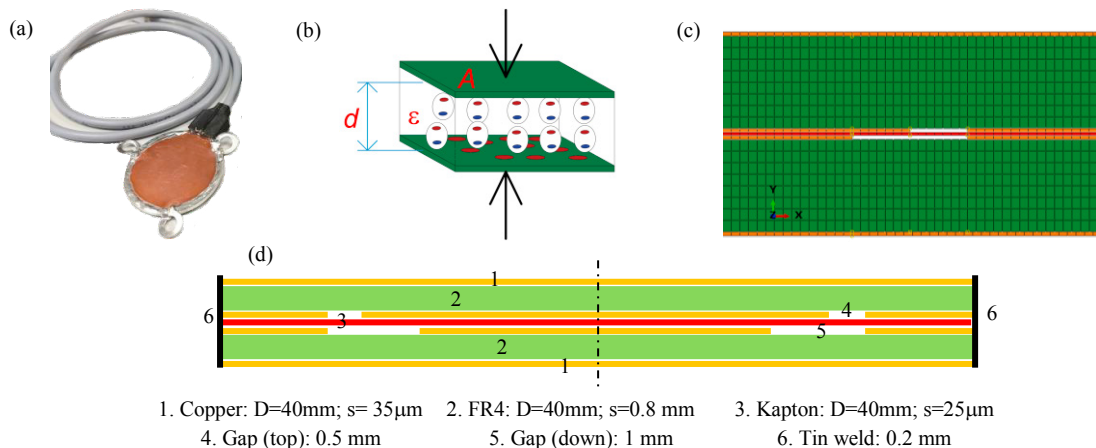 (a)
(b)
(c)
A
d
ε
Y
Z
X
(d)
1
2
6
3
4
5
6
2
1
1. Copper: D=40mm; s= 35μm 2. FR4: D=40mm; s=0.8 mm 3. Kapton: D=40mm; s=25μm
4. Gap (top): 0.5 mm 5. Gap (down): 1 mm 6. Tin weld: 0.2 mm